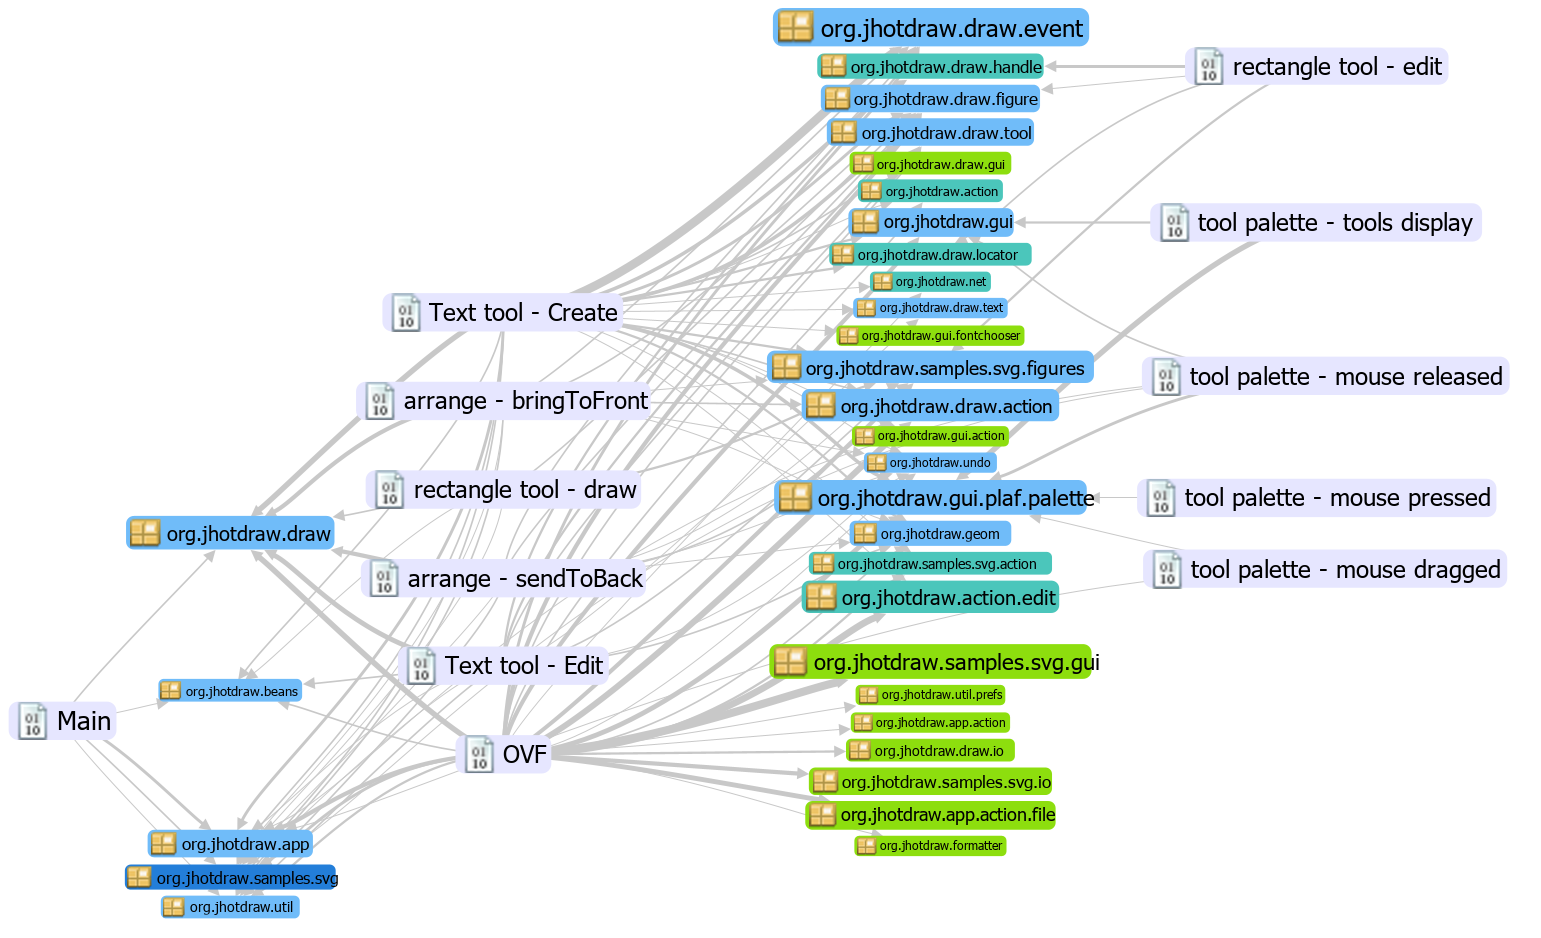 org.jhotdraw.draw.event
org.jhotdraw.draw.handle
rectangle tool - edit
org.jhotdraw.draw.figure
org.jhotdraw.draw.tool
org.jhotdraw.draw.gui
org.jhotdraw.action
org.jhotdraw.gui
tool palette - tools display
org.jhotdraw.draw.locator
org.jhotdraw.net
org.jhotdraw.draw.text
Text tool - Create
org.jhotdraw.gui.fontchooser
org.jhotdraw.samples.svg.figures
tool palette - mouse released
arrange - bringToFront
org.jhotdraw.draw.action
org.jhotdraw.gui.action
org.jhotdraw.undo
rectangle tool - draw
org.jhotdraw.gui.plaf.palette
tool palette - mouse pressed
org.jhotdraw.draw
org.jhotdraw.geom
org.jhotdraw.samples.svg.action
tool palette - mouse dragged
arrange - sendToBack
org.jhotdraw.action.edit
Text tool - Edit
org.jhotdraw.samples.svg.gui
org.jhotdraw.beans
org.jhotdraw.util.prefs
Main
org.jhotdraw.app.action
OVF
org.jhotdraw.draw.io
org.jhotdraw.samples.svg.io
org.jhotdraw.app.action.file
org.jhotdraw.app
org.jhotdraw.formatter
org.jhotdraw.samples.svg
org.jhotdraw.util